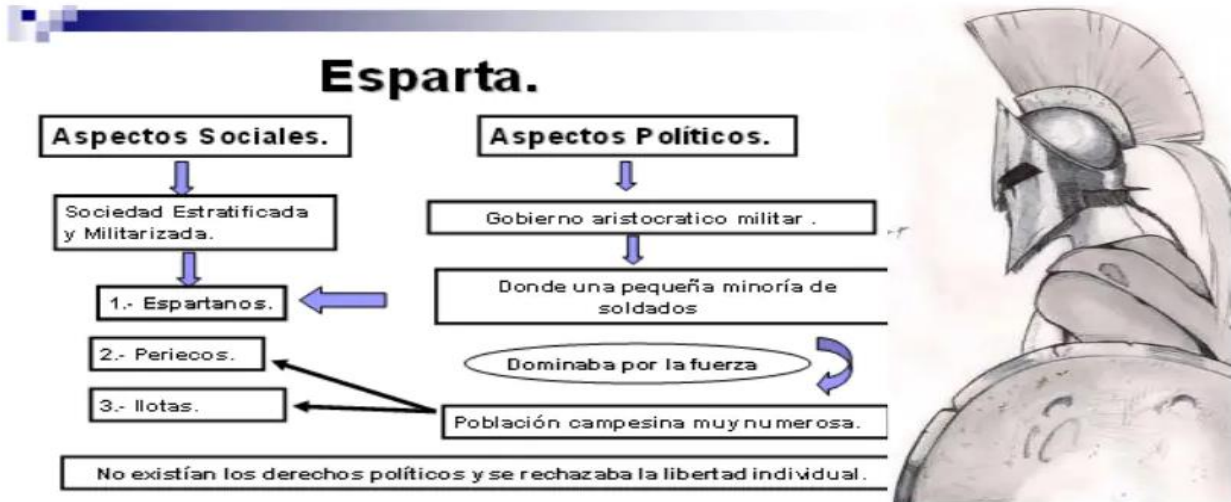 Esparta.
Aspectos Sociales.
Sociedad Estratificada
y Militarizada.
1.- Espartanos.
2.- Periecos.
3.- Ilotas.
Aspectos Políticos.
Gobierno aristocratico militar .
Donde una pequeña minoría de
soldados
Dominaba por la fuerza
Población campesina muy numerosa.
No existían los derechos políticos y se rechazaba la libertad individual.